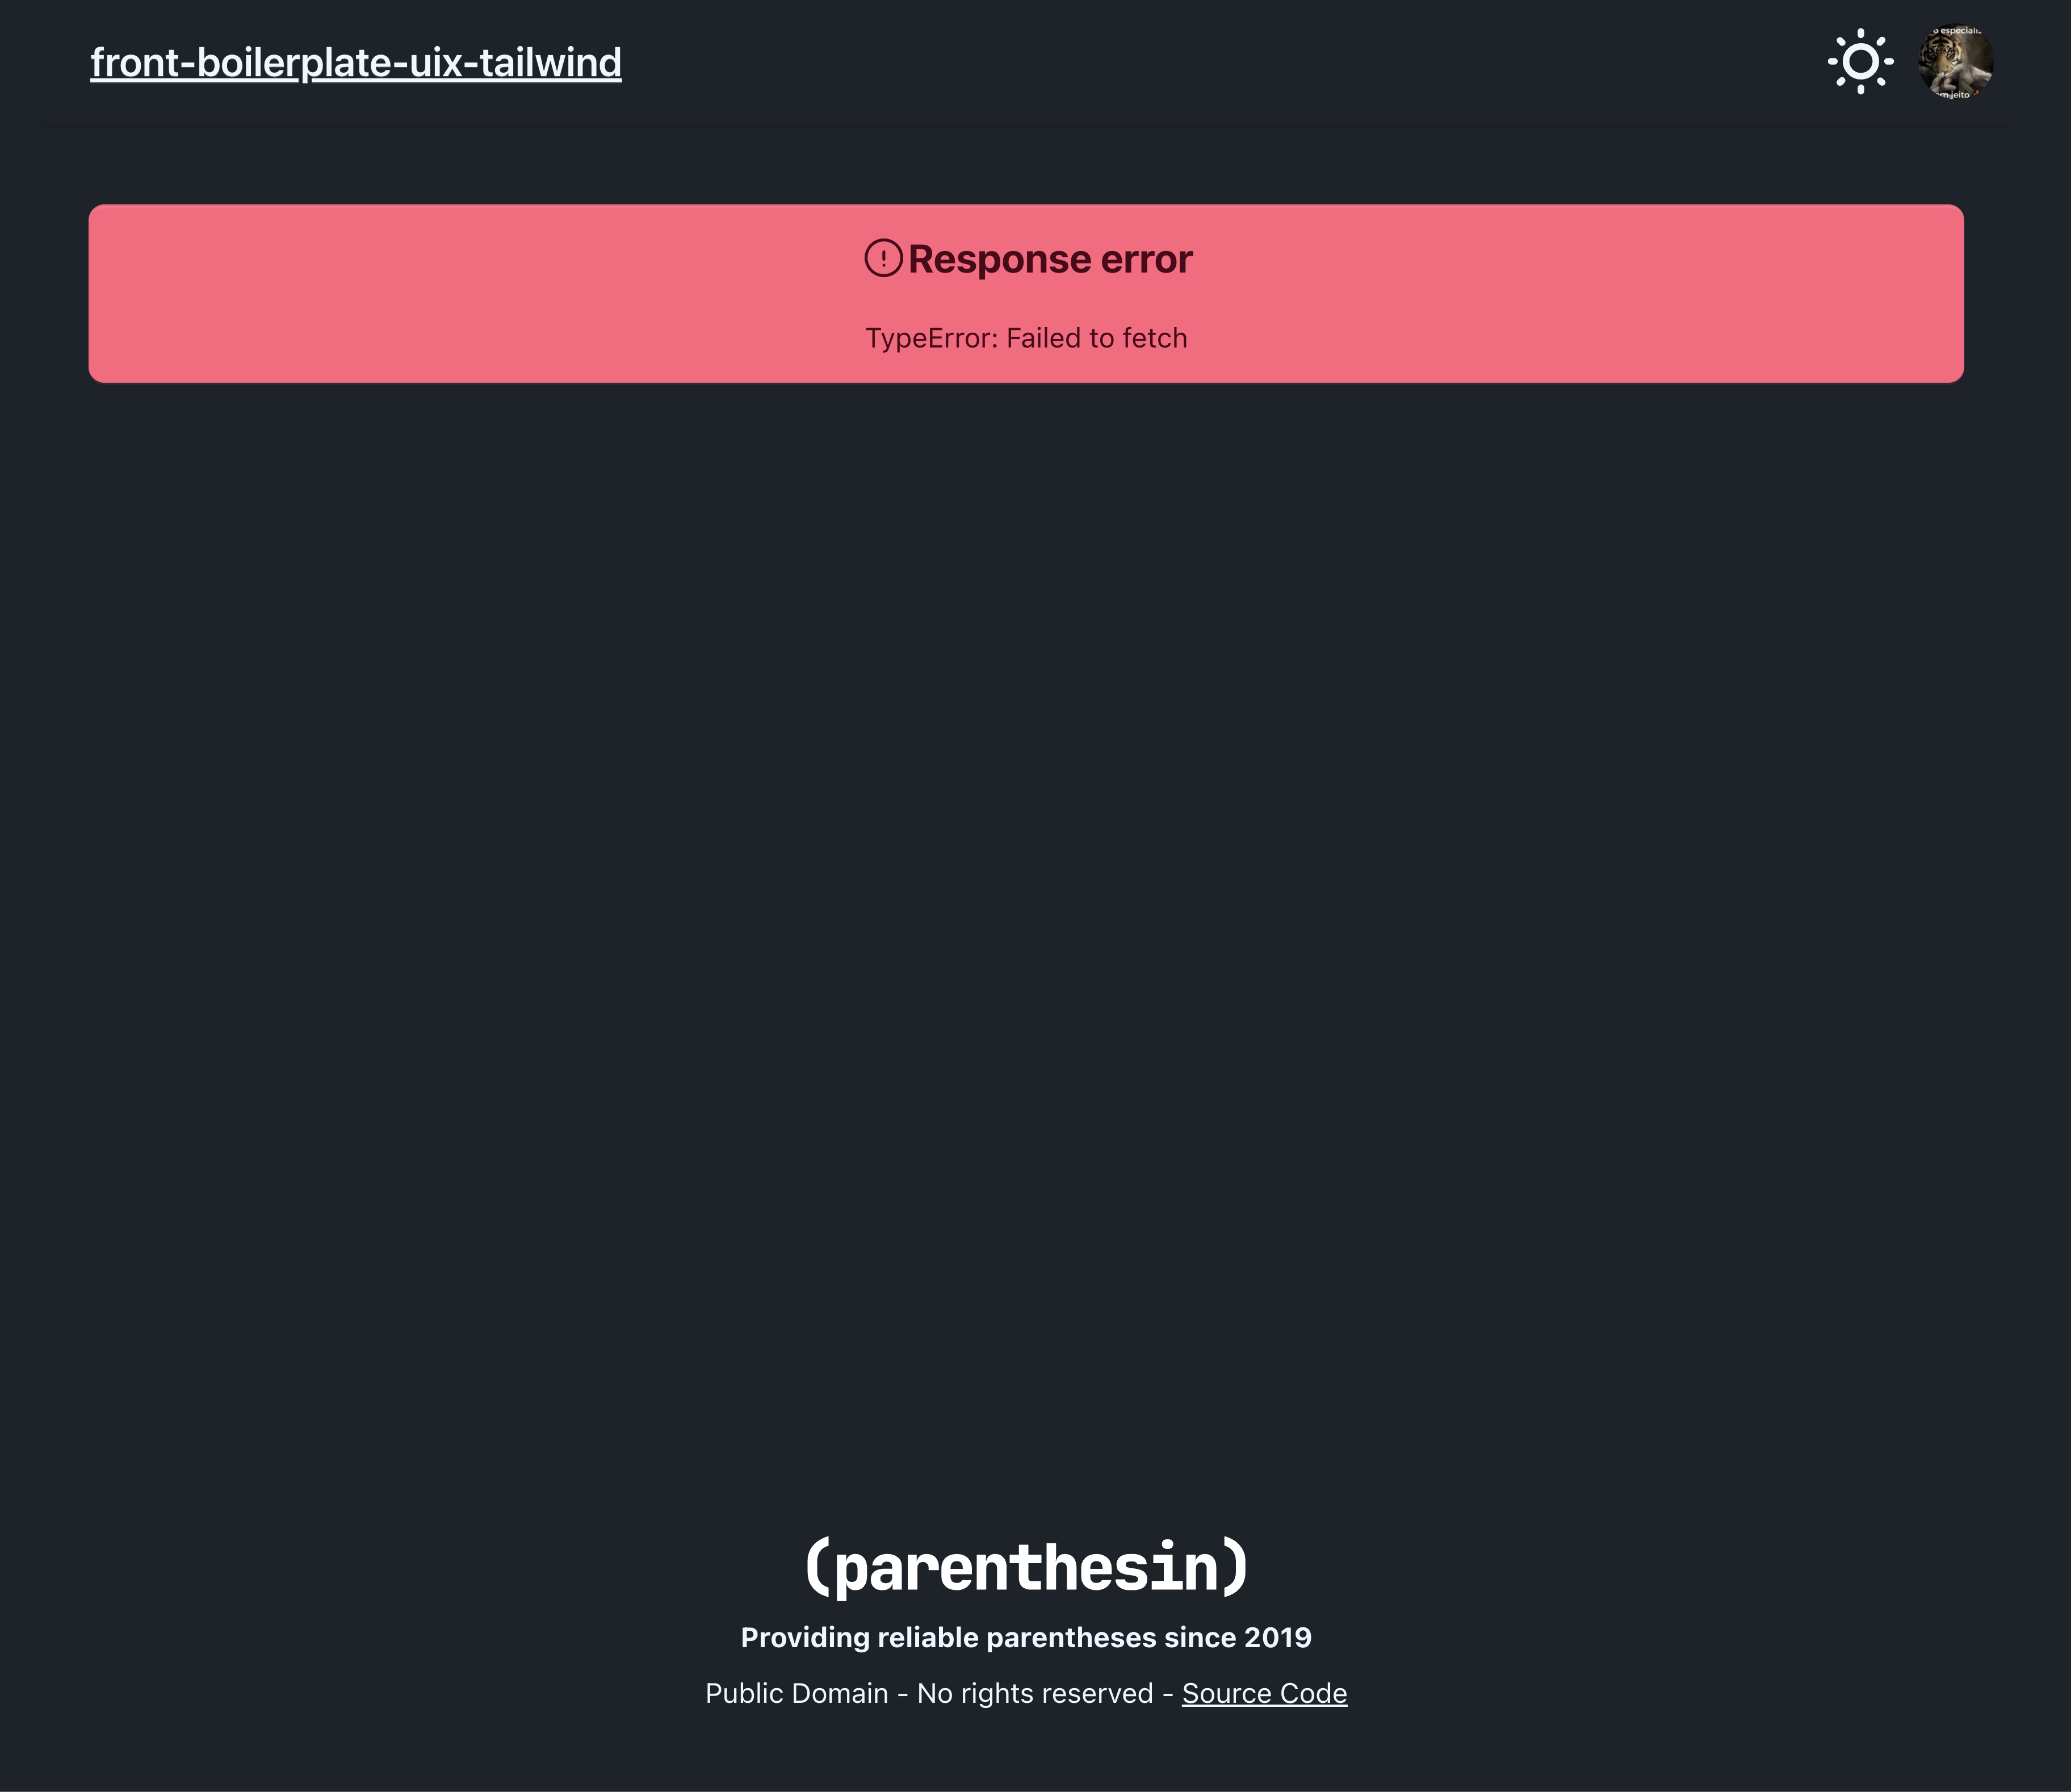 front-boilerplate-uix-tailwind
o especialis
m jeito
Response error
TypeError: Failed to fetch
(parenthesin)
Providing reliable parentheses since 2019
Public Domain - No rights reserved - Source Code